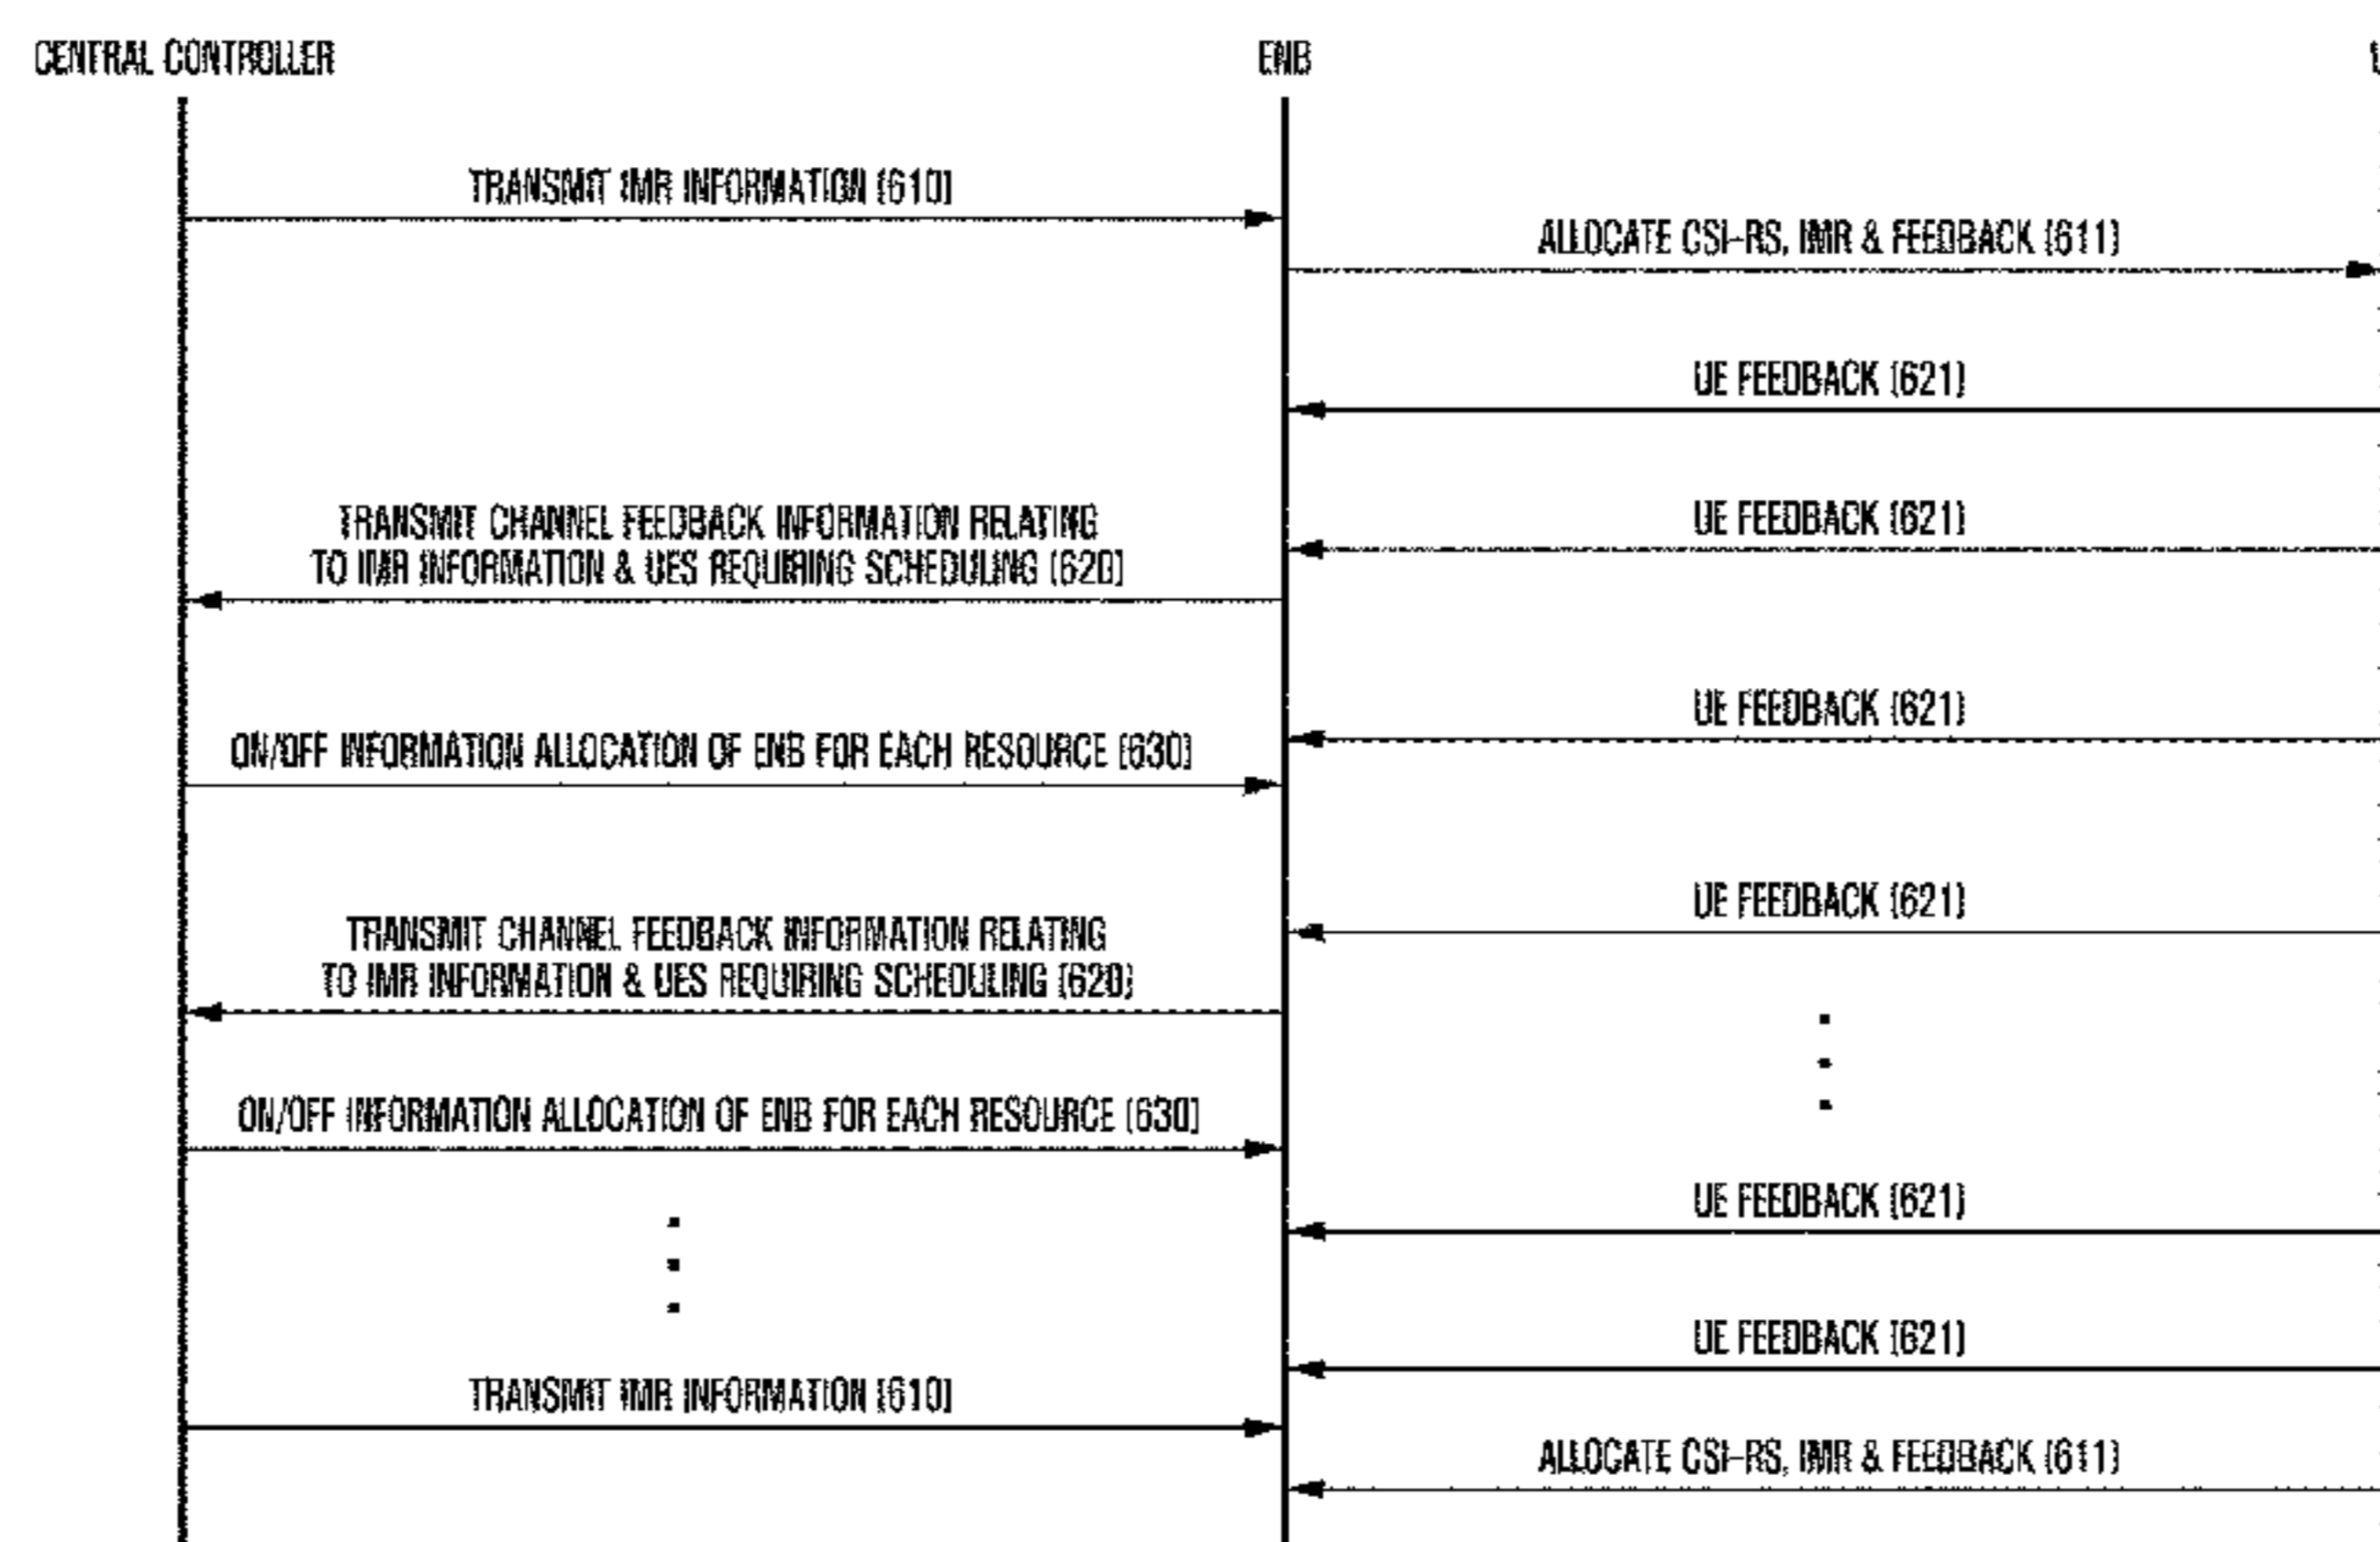 CENTRAL CONTROLLER
ENB
TRANSMIT IMR INFORMATION (610)
ALLOCATE CSI-RS, IMR & FEEDBACK (611)
UE FEEDBACK (621)
TRANSMIT CHANNEL FEEDBACK INFORMATION RELATING
TO IMR INFORMATION & UES REQUIRING SCHEDULING (620)
UE FEEDBACK (621)
ON/OFF INFORMATION ALLOCATION OF ENB FOR EACH RESOURCE (630)
UE FEEDBACK (621)
TRANSMIT CHANNEL FEEDBACK INFORMATION RELATING
TO IMR INFORMATION & UES REQUIRING SCHEDULING (620)
UE FEEDBACK (621)
ON/OFF INFORMATION ALLOCATION OF ENB FOR EACH RESOURCE (630)
UE FEEDBACK (621)
UE FEEDBACK (621)
TRANSMIT IMR INFORMATION (610)
ALLOCATE CSI-RS, IMR & FEEDBACK (611)